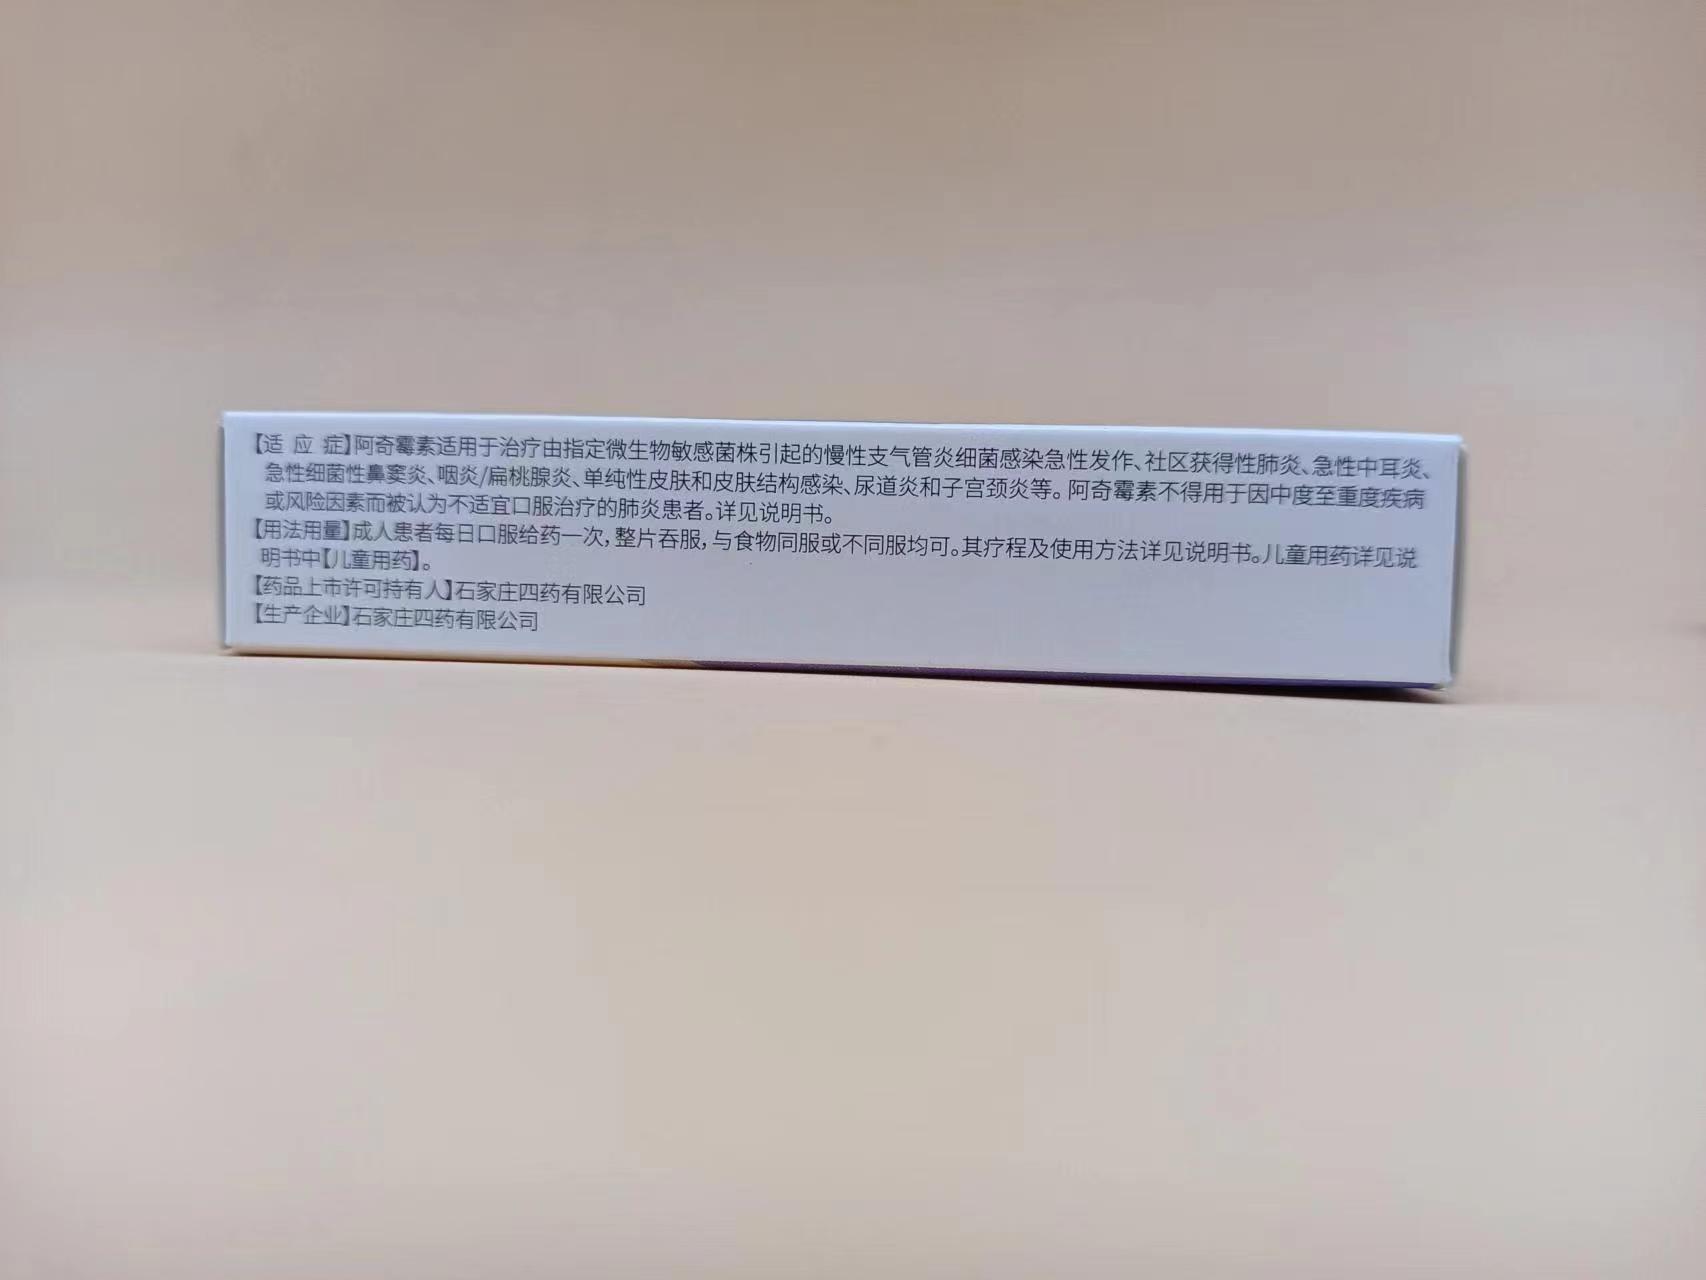 【适 应 症】阿奇霉素适用于治疗由指定微生物敏感菌株引起的慢性支气管炎细菌感染急性发作、社区获得性肺炎、急性中耳炎、
急性细菌性鼻窦炎、咽炎/扁桃腺炎、单纯性皮肤和皮肤结构感染、尿道炎和子宫颈炎等。阿奇霉素不得用于因中度至重度疾病
或风险因素而被认为不适宜口服治疗的肺炎患者。详见说明书。
【用法用量】成人患者每日口服给药一次,整片吞服,与食物同服或不同服均可。其疗程及使用方法详见说明书。儿童用药详见说
明书中【儿童用药】。
【药品上市许可持有人】石家庄四药有限公司
【生产企业】石家庄四药有限公司